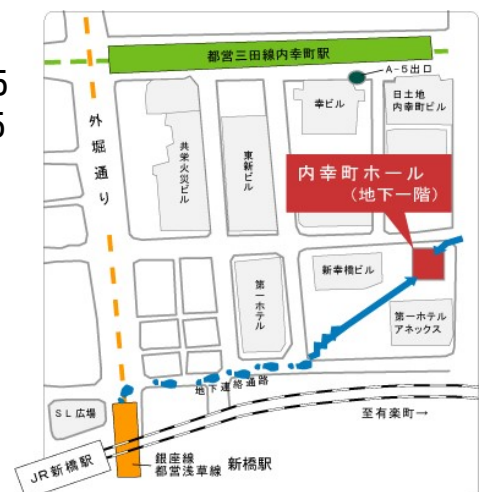 5
5
都営三田線内幸町駅
A-5出口
外堀通り
共栄火災ビル
東新ビル
幸ビル
日土地
内幸町ビル
内幸町ホール
(地下一階)
第一ホテル
新幸橋ビル
第一ホテル
アネックス
地下連絡通路
SL広場
至有楽町→
JR新橋駅
銀座線
都営浅草線 新橋駅